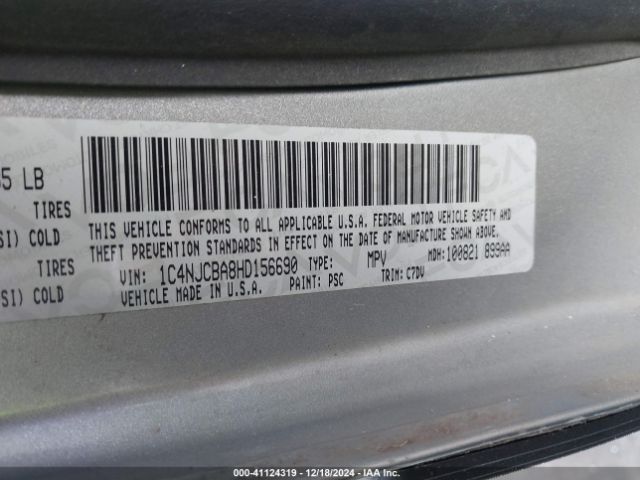 5 LB
TIRES
SI) COLD
TIRES
SI) COLD
THIS VEHICLE CONFORMS TO ALL APPLICABLE U.S.A. FEDERAL MOTOR VEHICLE SAFETY AND
THEFT PREVENTION STANDARDS IN EFFECT ON THE DATE OF MANUFACTURE SHOWN ABOVE.
VIN: 1C4NJCBA8HD156690 TYPE: MPV MDH: 100821 899AA
VEHICLE MADE IN U.S.A. PAINT: PSC TRIM: C7DV
000-41124319 - 12/18/2024 - IAA Inc.